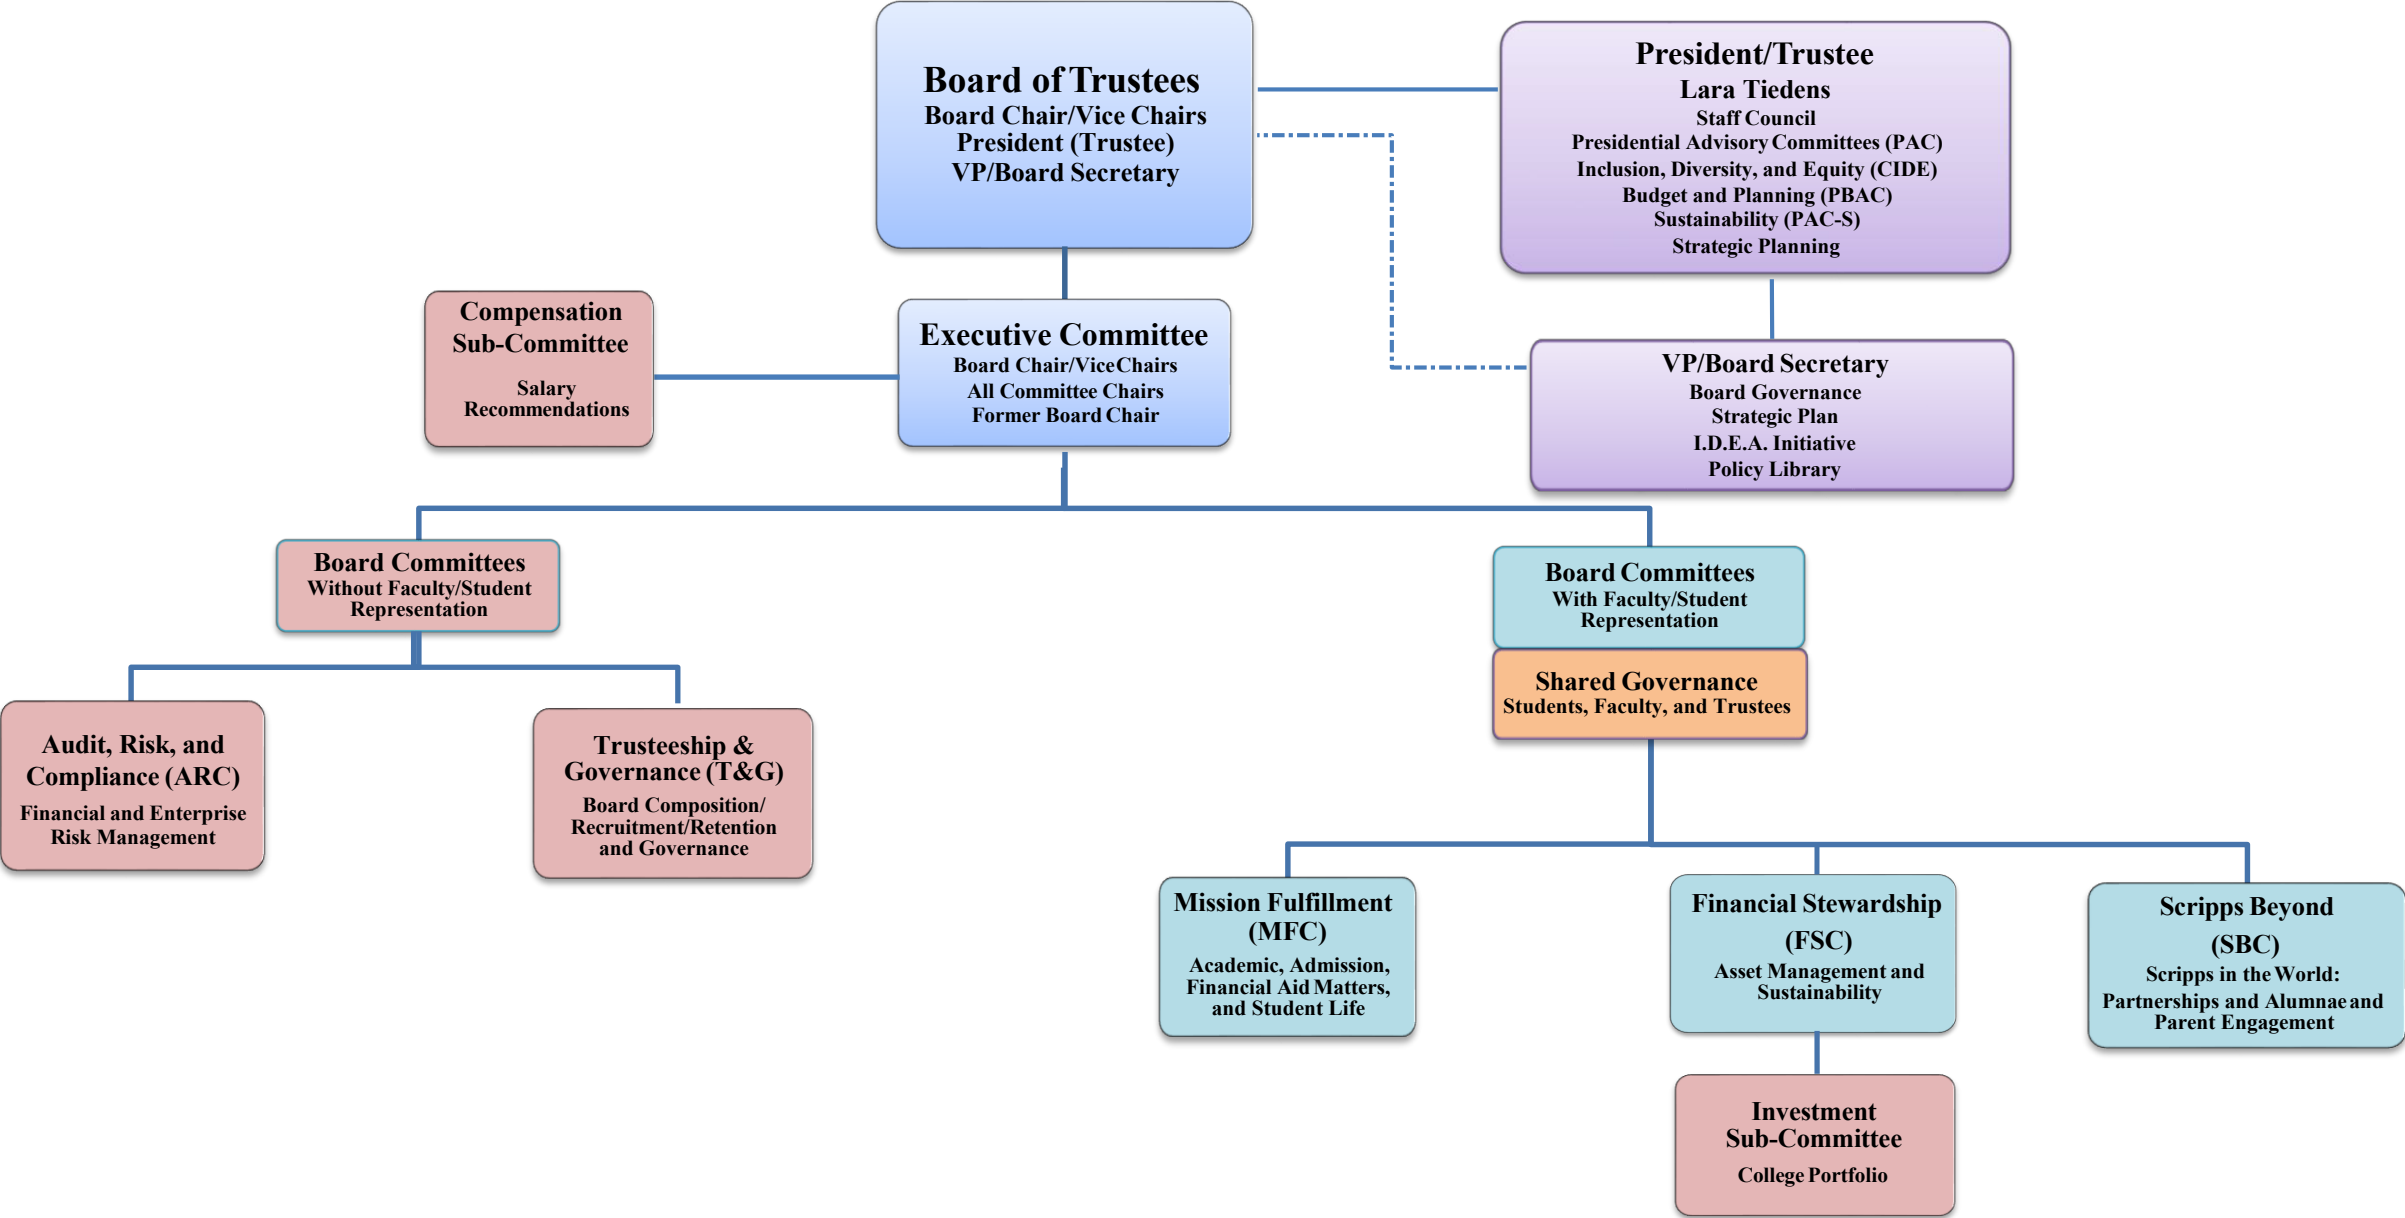 Board of Trustees
Board Chair/Vice Chairs
President (Trustee)
VP/Board Secretary
President/Trustee
Lara Tiedens
Staff Council
Presidential Advisory Committees (PAC)
Inclusion, Diversity, and Equity (CIDE)
Budget and Planning (PBAC)
Sustainability (PAC-S)
Strategic Planning
Compensation
Sub-Committee
Salary
Recommendations
Executive Committee
Board Chair/Vice Chairs
All Committee Chairs
Former Board Chair
VP/Board Secretary
Board Governance
Strategic Plan
I.D.E.A. Initiative
Policy Library
Board Committees
Without Faculty/Student
Representation
Board Committees
With Faculty/Student
Representation
Shared Governance
Students, Faculty, and Trustees
Audit, Risk, and
Compliance (ARC)
Financial and Enterprise
Risk Management
Trusteeship &
Governance (T&G)
Board Composition/
Recruitment/Retention
and Governance
Mission Fulfillment
(MFC)
Academic, Admission,
Financial Aid Matters,
and Student Life
Financial Stewardship
(FSC)
Asset Management and
Sustainability
Scripps Beyond
(SBC)
Scripps in the World:
Partnerships and Alumnae and
Parent Engagement
Investment
Sub-Committee
College Portfolio